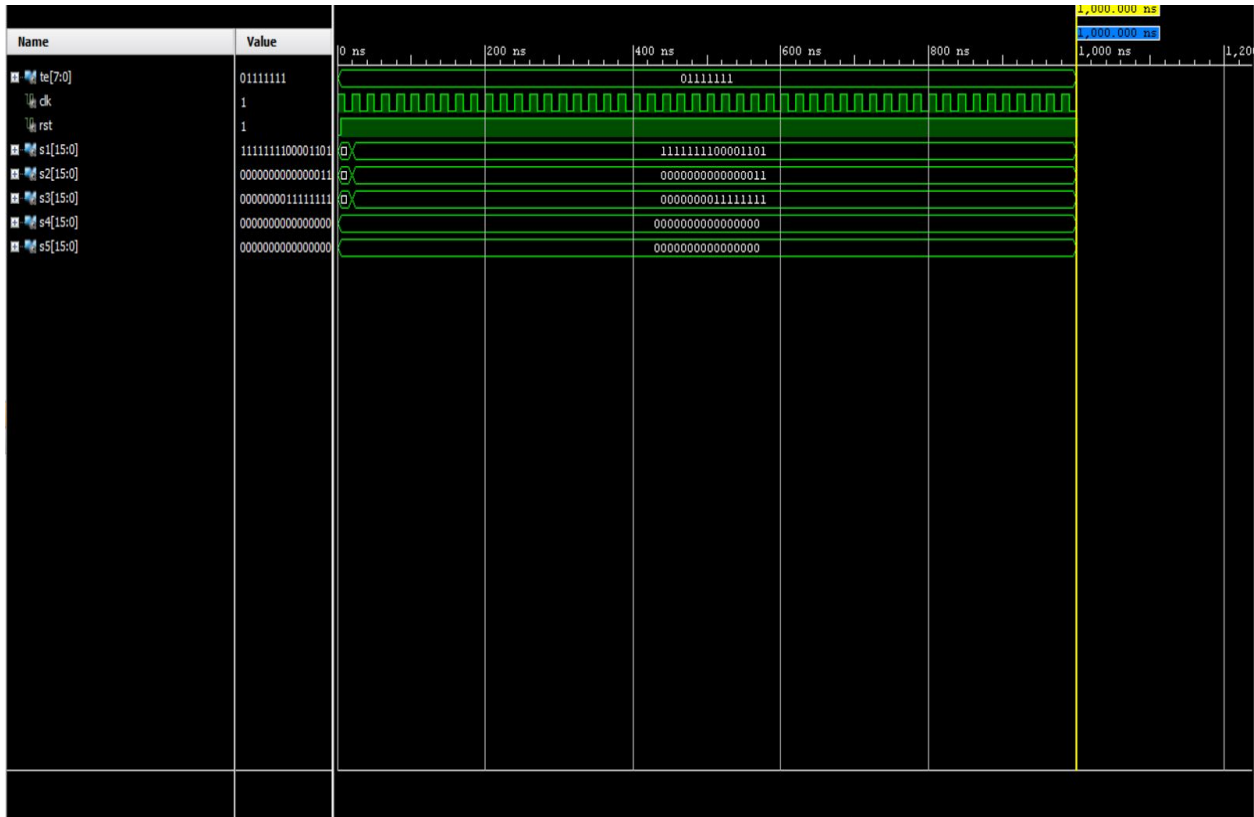 1,000.000 ns
1,000.000 ns
Name Value
0 ns 200 ns 400 ns 600 ns 800 ns 1,000 ns 1,20
te[7:0] 01111111 01111111
clk 1
rst 1
s1[15:0] 1111111100001101 1111111100001101
s2[15:0] 0000000000000011 0000000000000011
s3[15:0] 0000000011111111 0000000011111111
s4[15:0] 0000000000000000 0000000000000000
s5[15:0] 0000000000000000 0000000000000000